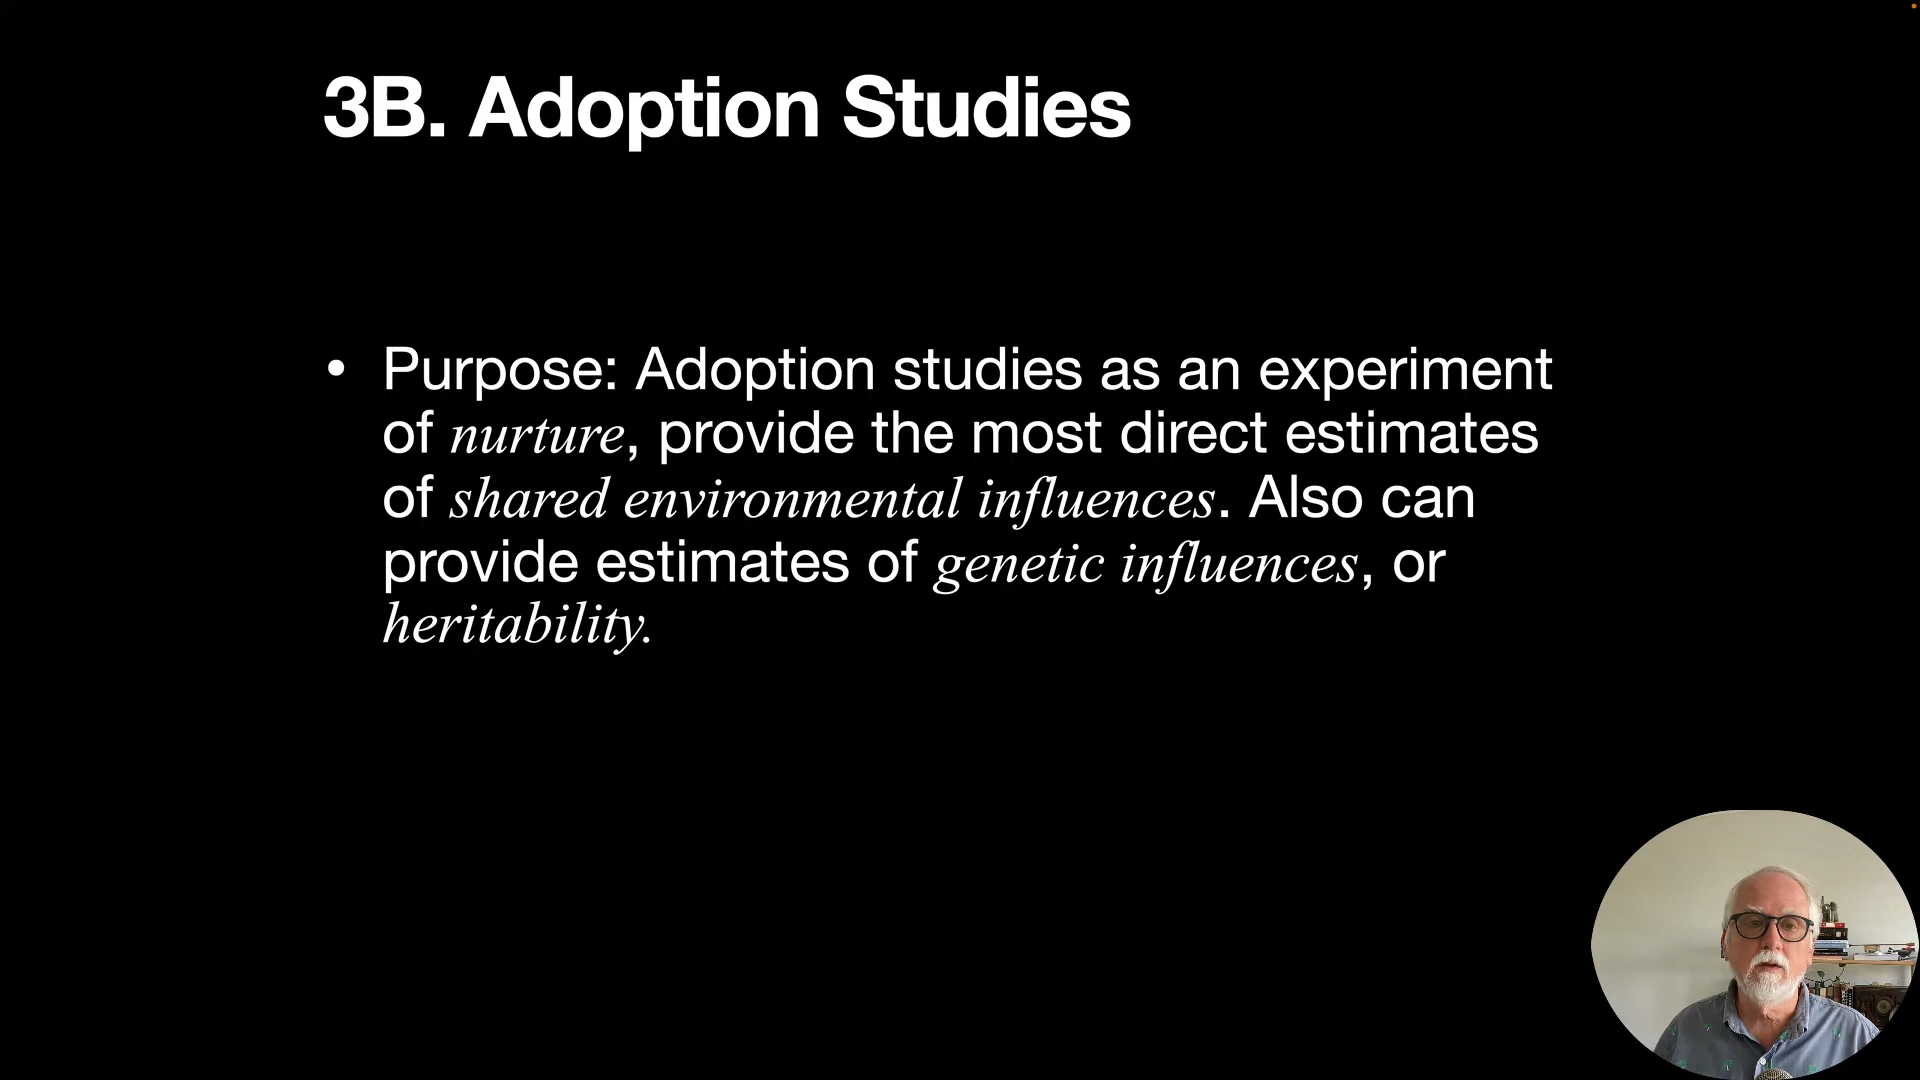 3B. Adoption Studies
• Purpose: Adoption studies as an experiment
of nurture, provide the most direct estimates
of shared environmental influences. Also can
provide estimates of genetic influences, or
heritability.